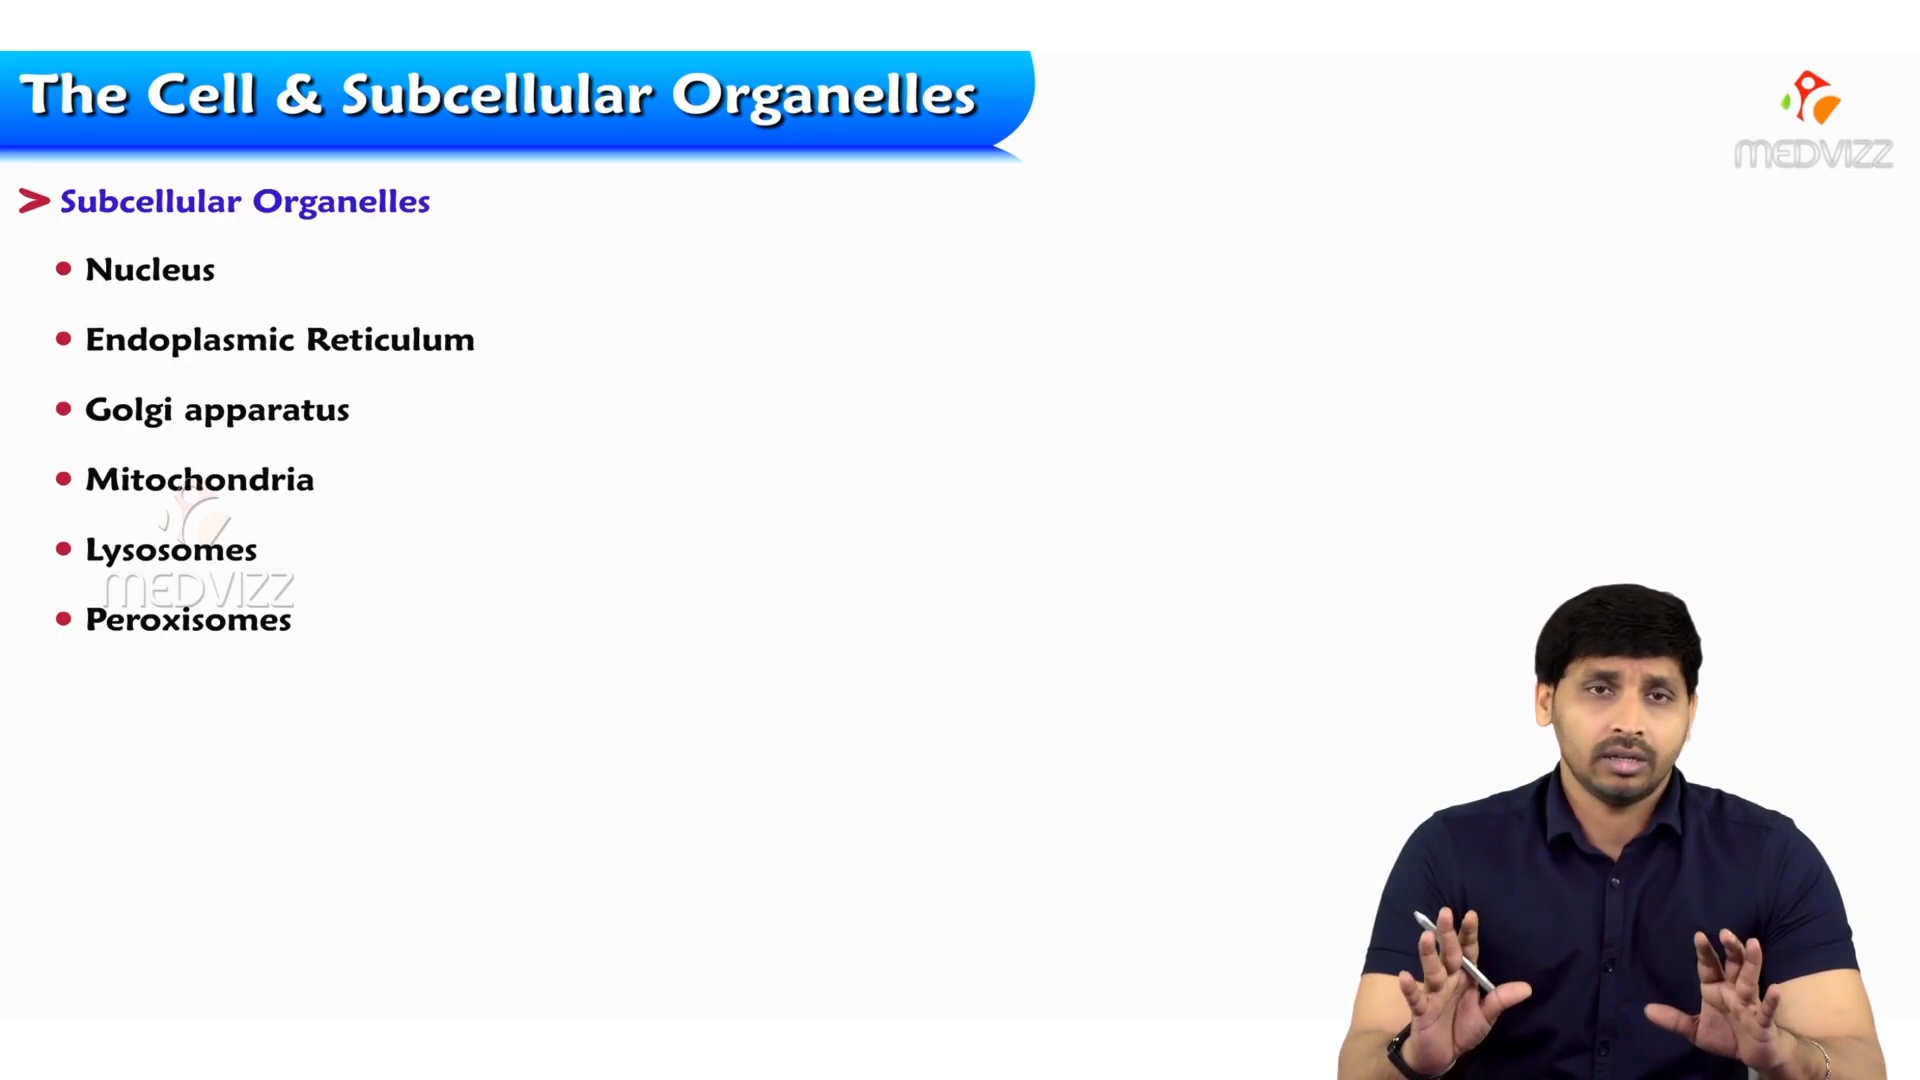 The Cell & Subcellular Organelles
MEDVIZZ
> Subcellular Organelles
• Nucleus
• Endoplasmic Reticulum
• Golgi apparatus
• Mitochondria
• Lysosomes
MEDVIZZ
• Peroxisomes